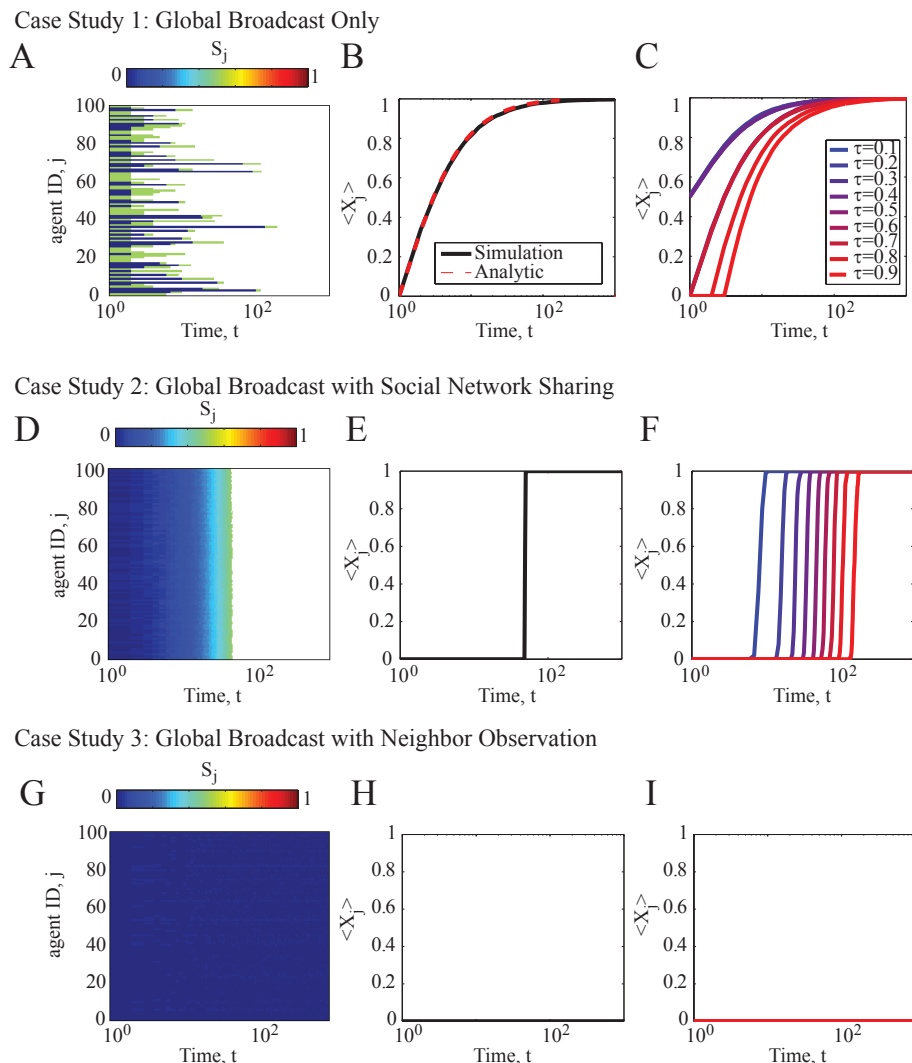 Case Study 1: Global Broadcast Only
A
S_j
0
1
agent ID, j
100
80
60
40
20
0
10^0
10^2
Time, t
B
<X_j>
1
0.8
0.6
0.4
0.2
0
Simulation
Analytic
10^0
10^2
Time, t
C
<X_j>
1
0.8
0.6
0.4
0.2
0
τ=0.1
τ=0.2
τ=0.3
τ=0.4
τ=0.5
τ=0.6
τ=0.7
τ=0.8
τ=0.9
10^0
10^2
Time, t
Case Study 2: Global Broadcast with Social Network Sharing
D
S_j
0
1
agent ID, j
100
80
60
40
20
0
10^0
10^2
Time, t
E
<X_j>
1
0.8
0.6
0.4
0.2
0
10^0
10^2
Time, t
F
<X_j>
1
0.8
0.6
0.4
0.2
0
10^0
10^2
Time, t
Case Study 3: Global Broadcast with Neighbor Observation
G
S_j
0
1
agent ID, j
100
80
60
40
20
0
10^0
10^2
Time, t
H
<X_j>
1
0.8
0.6
0.4
0.2
0
10^0
10^2
Time, t
I
<X_j>
1
0.8
0.6
0.4
0.2
0
10^0
10^2
Time, t